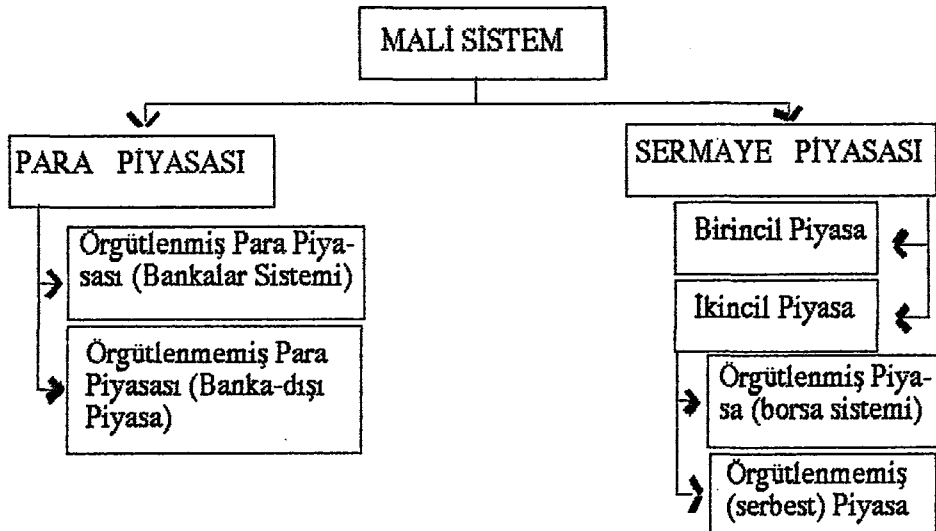 MALİ SİSTEM
PARA PİYASASI
Örgütlenmiş Para Piya-
sası (Bankalar Sistemi)
Örgütlenmemiş Para
Piyasası (Banka-dışı
Piyasa)
SERMAYE PİYASASI
Birincil Piyasa
İkincil Piyasa
Örgütlenmiş Piya-
sa (borsa sistemi)
Örgütlenmemiş
(serbest) Piyasa